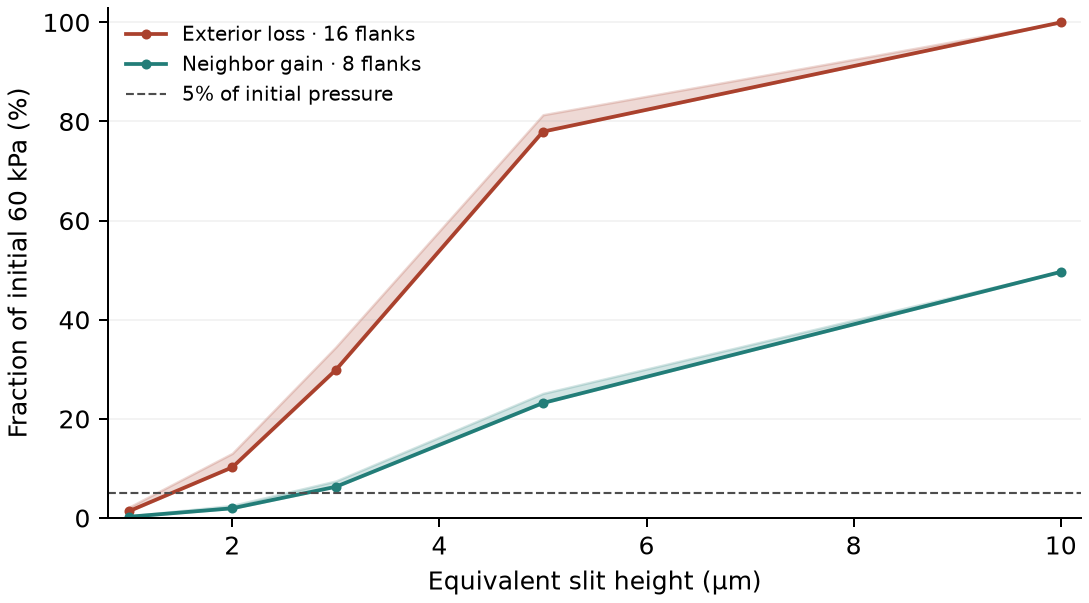 Exterior loss · 16 flanks
Neighbor gain · 8 flanks
5% of initial pressure
Fraction of initial 60 kPa (%)
100
80
60
40
20
0
2
4
6
8
10
Equivalent slit height (μm)